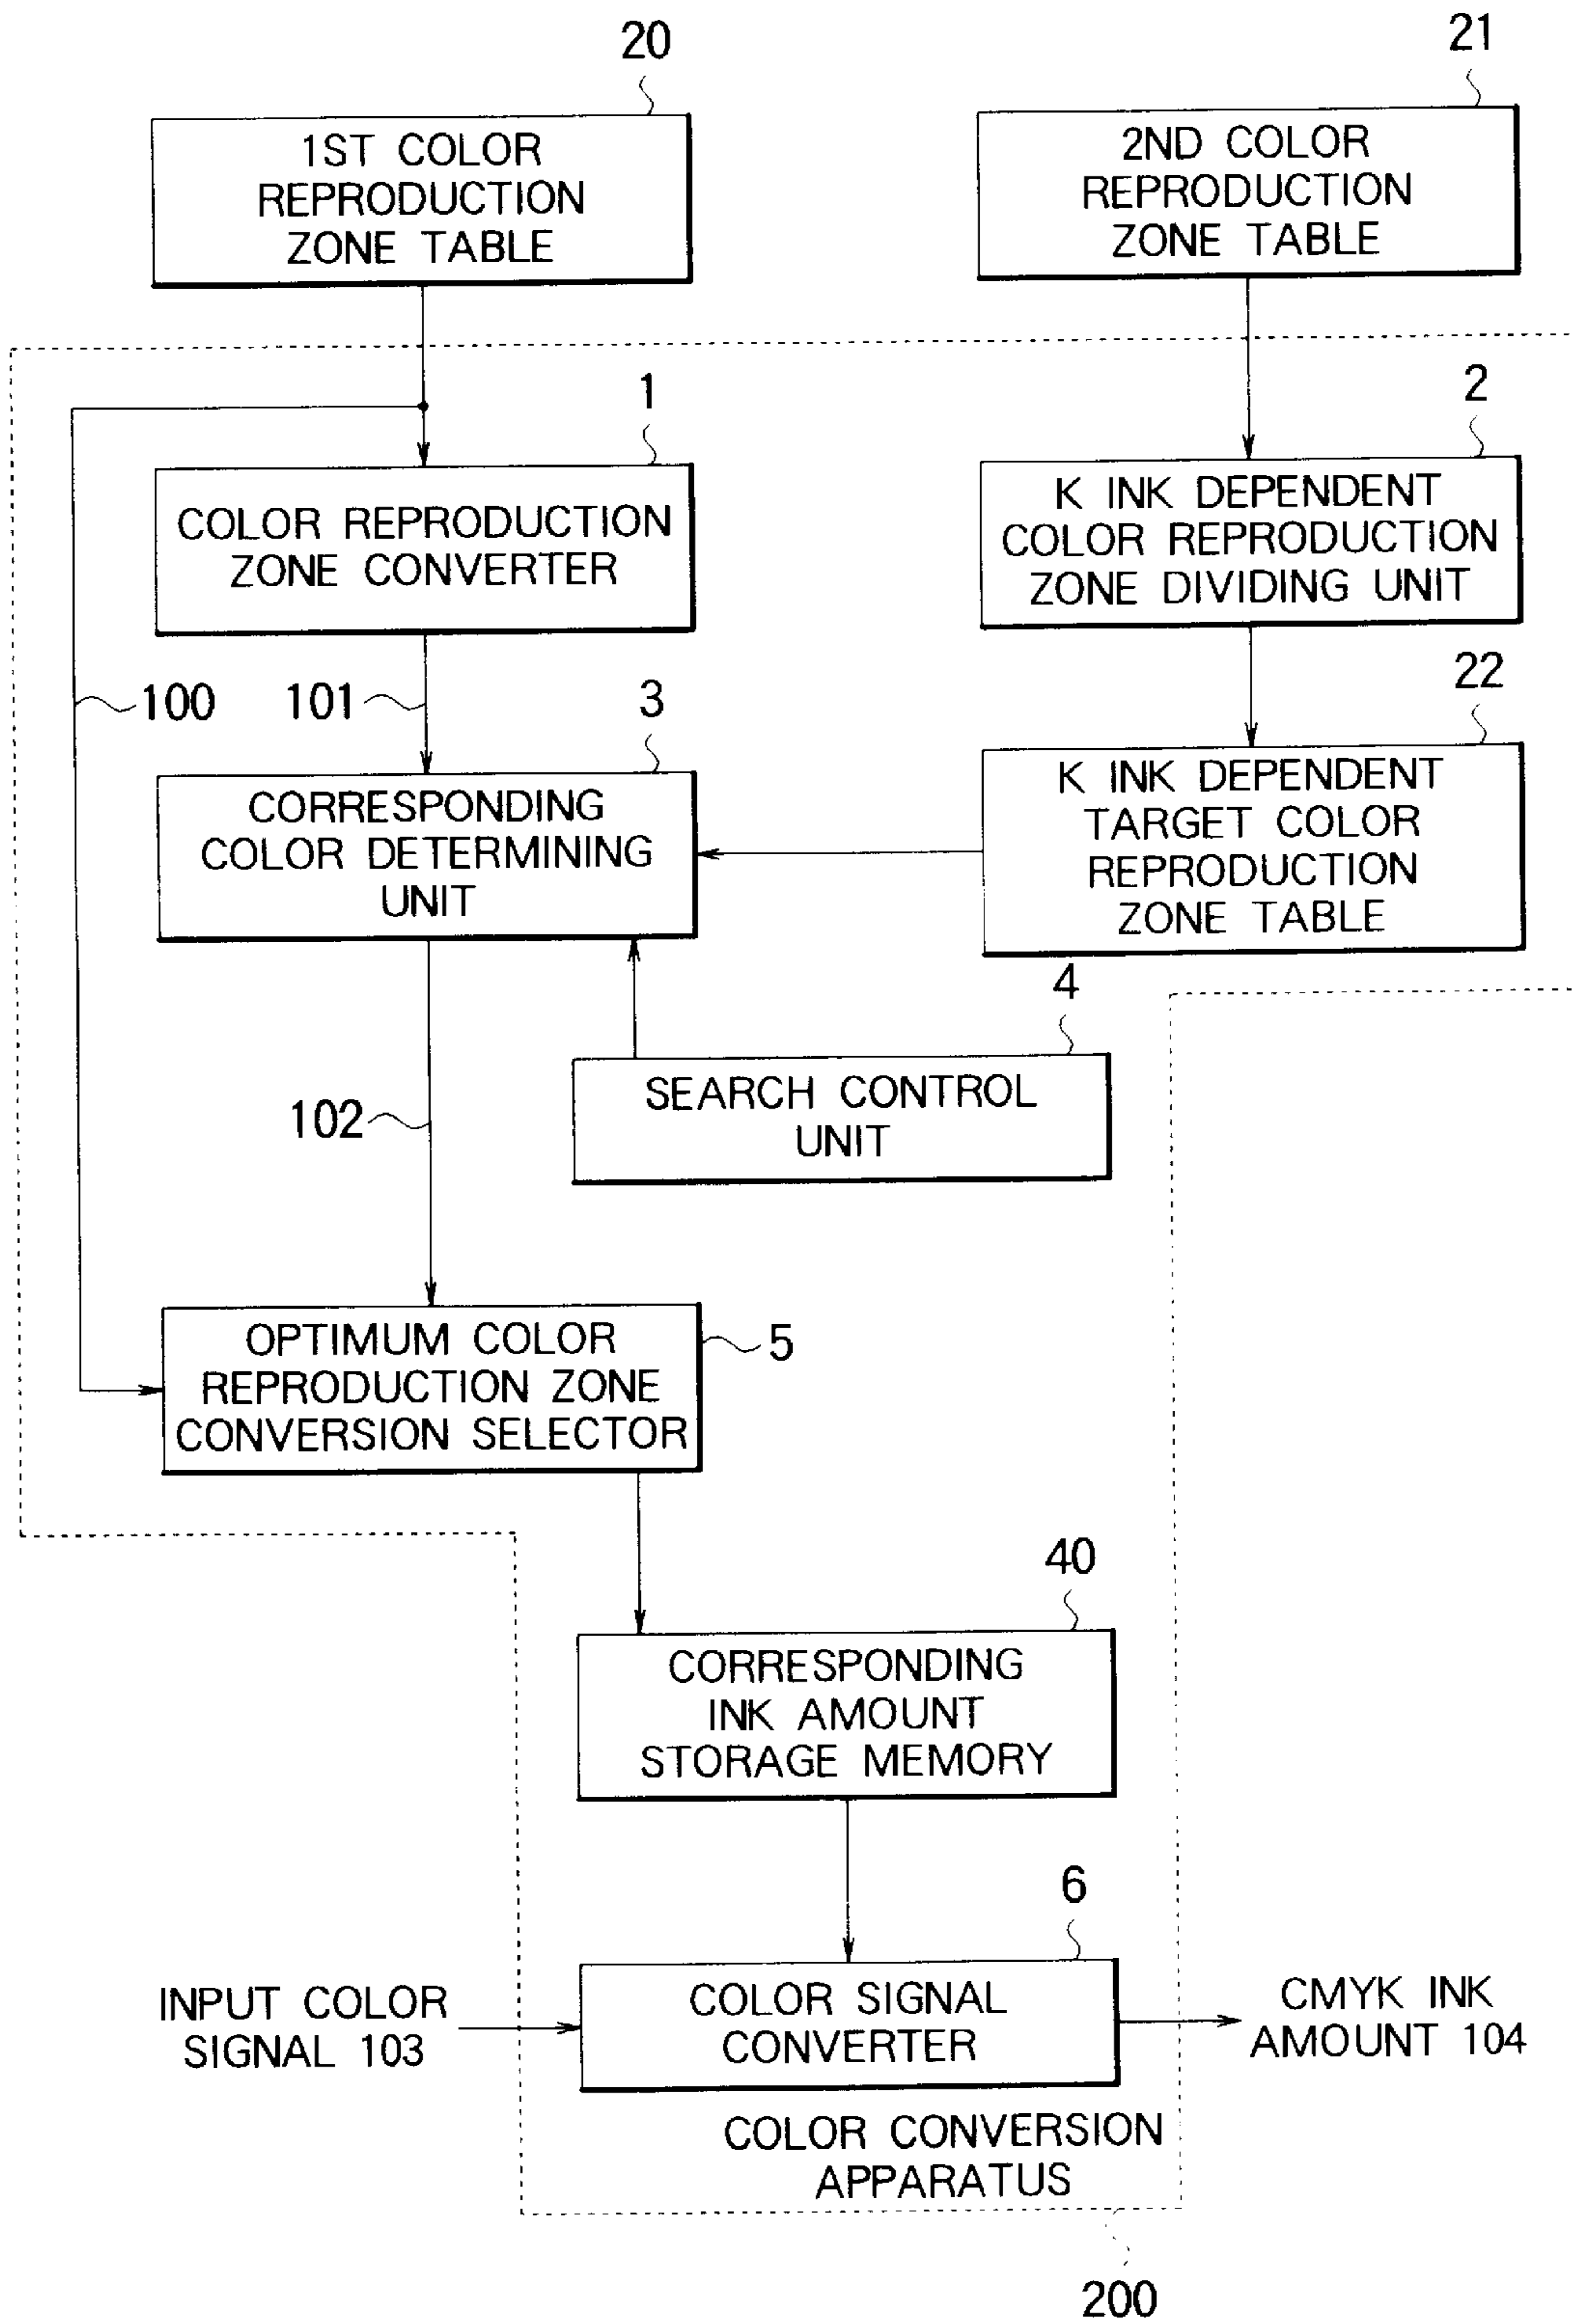 20
21
1ST COLOR
REPRODUCTION
ZONE TABLE
2ND COLOR
REPRODUCTION
ZONE TABLE
1
2
COLOR REPRODUCTION
ZONE CONVERTER
K INK DEPENDENT
COLOR REPRODUCTION
ZONE DIVIDING UNIT
100
101
3
22
CORRESPONDING
COLOR DETERMINING
UNIT
K INK DEPENDENT
TARGET COLOR
REPRODUCTION
ZONE TABLE
4
SEARCH CONTROL
UNIT
102
OPTIMUM COLOR
REPRODUCTION ZONE
CONVERSION SELECTOR
5
40
CORRESPONDING
INK AMOUNT
STORAGE MEMORY
6
INPUT COLOR
SIGNAL 103
COLOR SIGNAL
CONVERTER
CMYK INK
AMOUNT 104
COLOR CONVERSION
APPARATUS
200